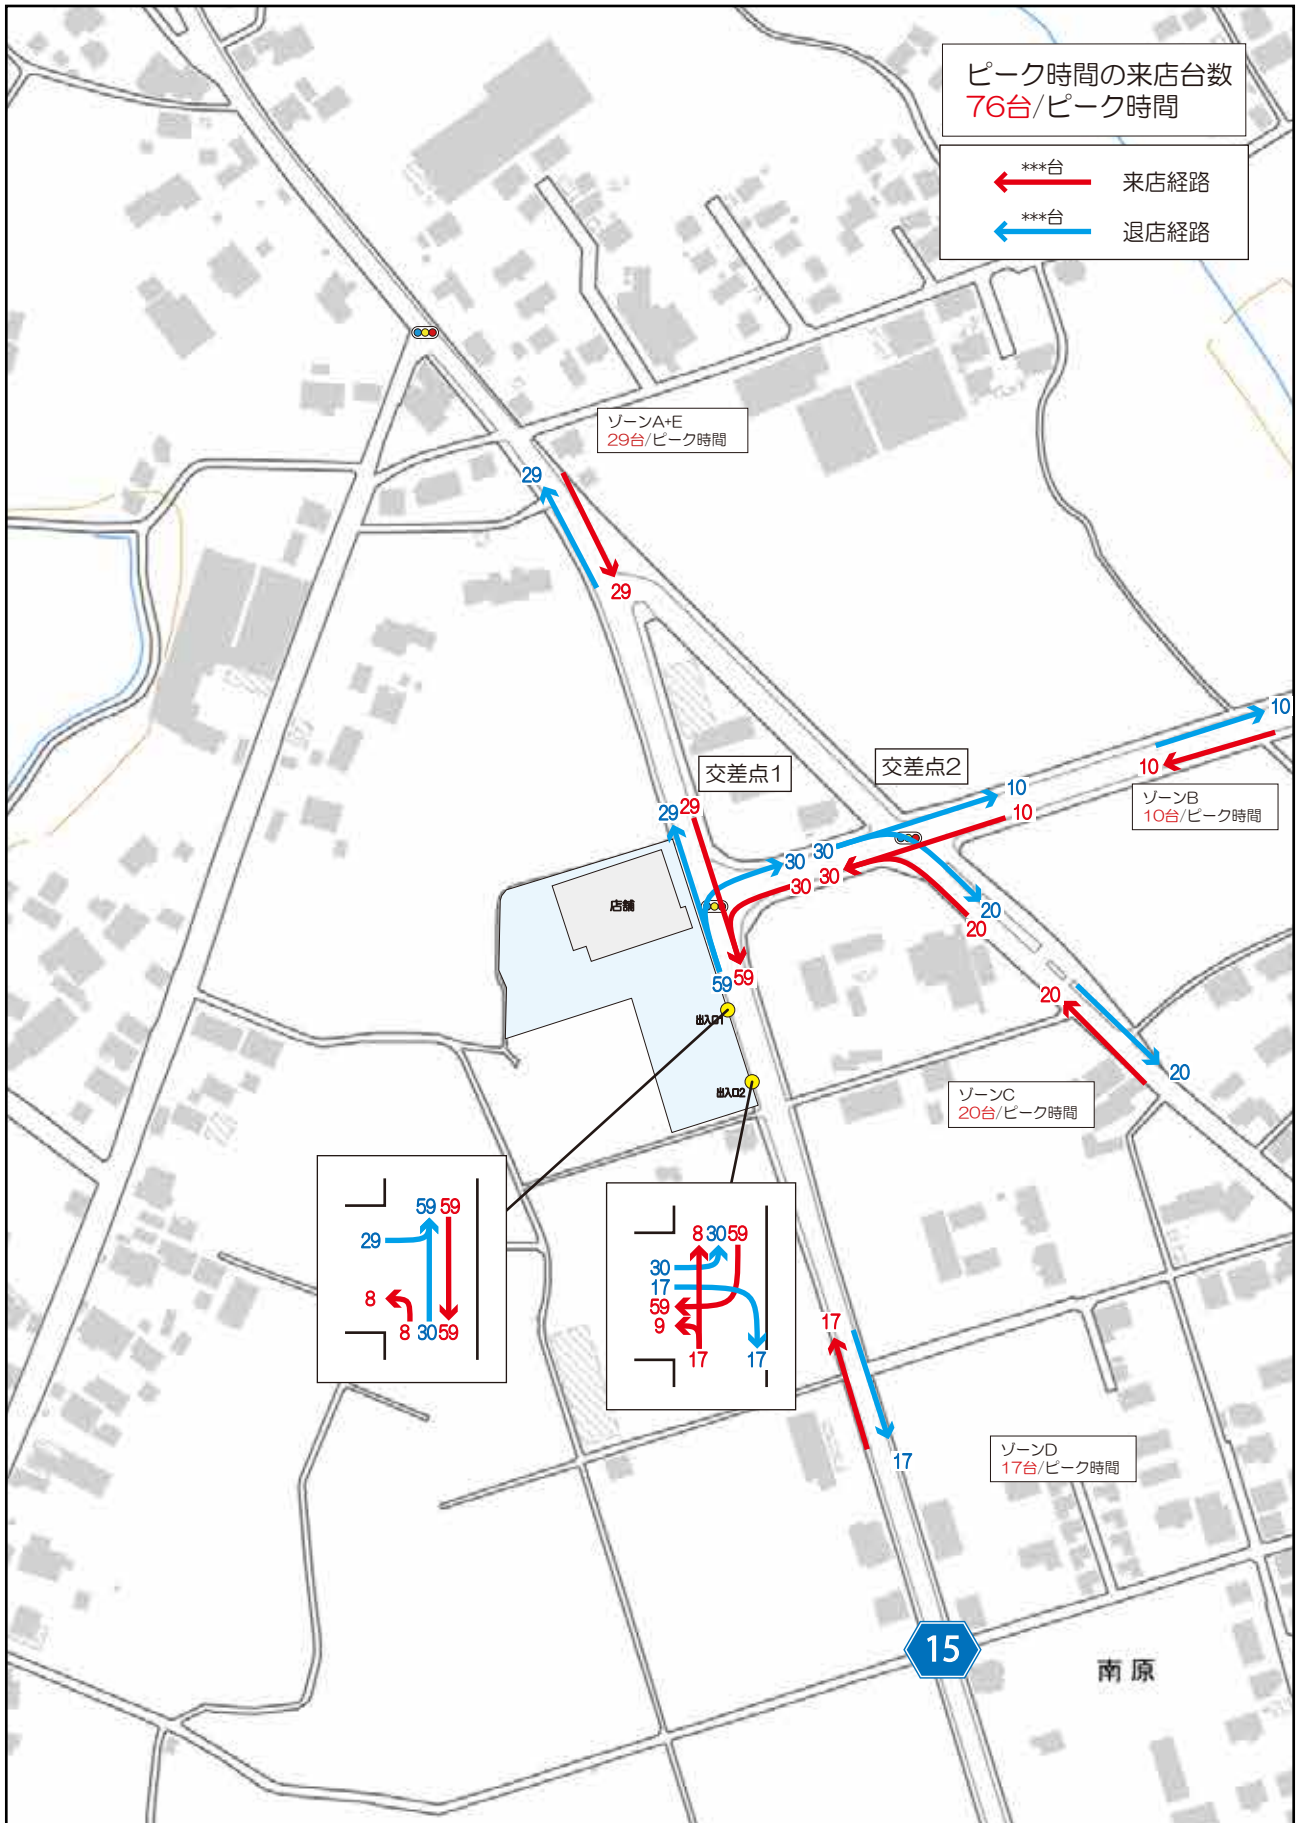 ピーク時間の来店台数
76台/ピーク時間
***台
来店経路
***台
退店経路
ゾーンA+E
29台/ピーク時間
29
29
10
10
交差点1
交差点2
ゾーンB
10台/ピーク時間
29
29
10
10
30
30
30
30
店舗
20
20
59
59
20
出入口1
20
出入口2
ゾーンC
20台/ピーク時間
59
59
29
8
8
30
59
8
30
59
30
17
59
9
17
17
17
17
ゾーンD
17台/ピーク時間
15
南原